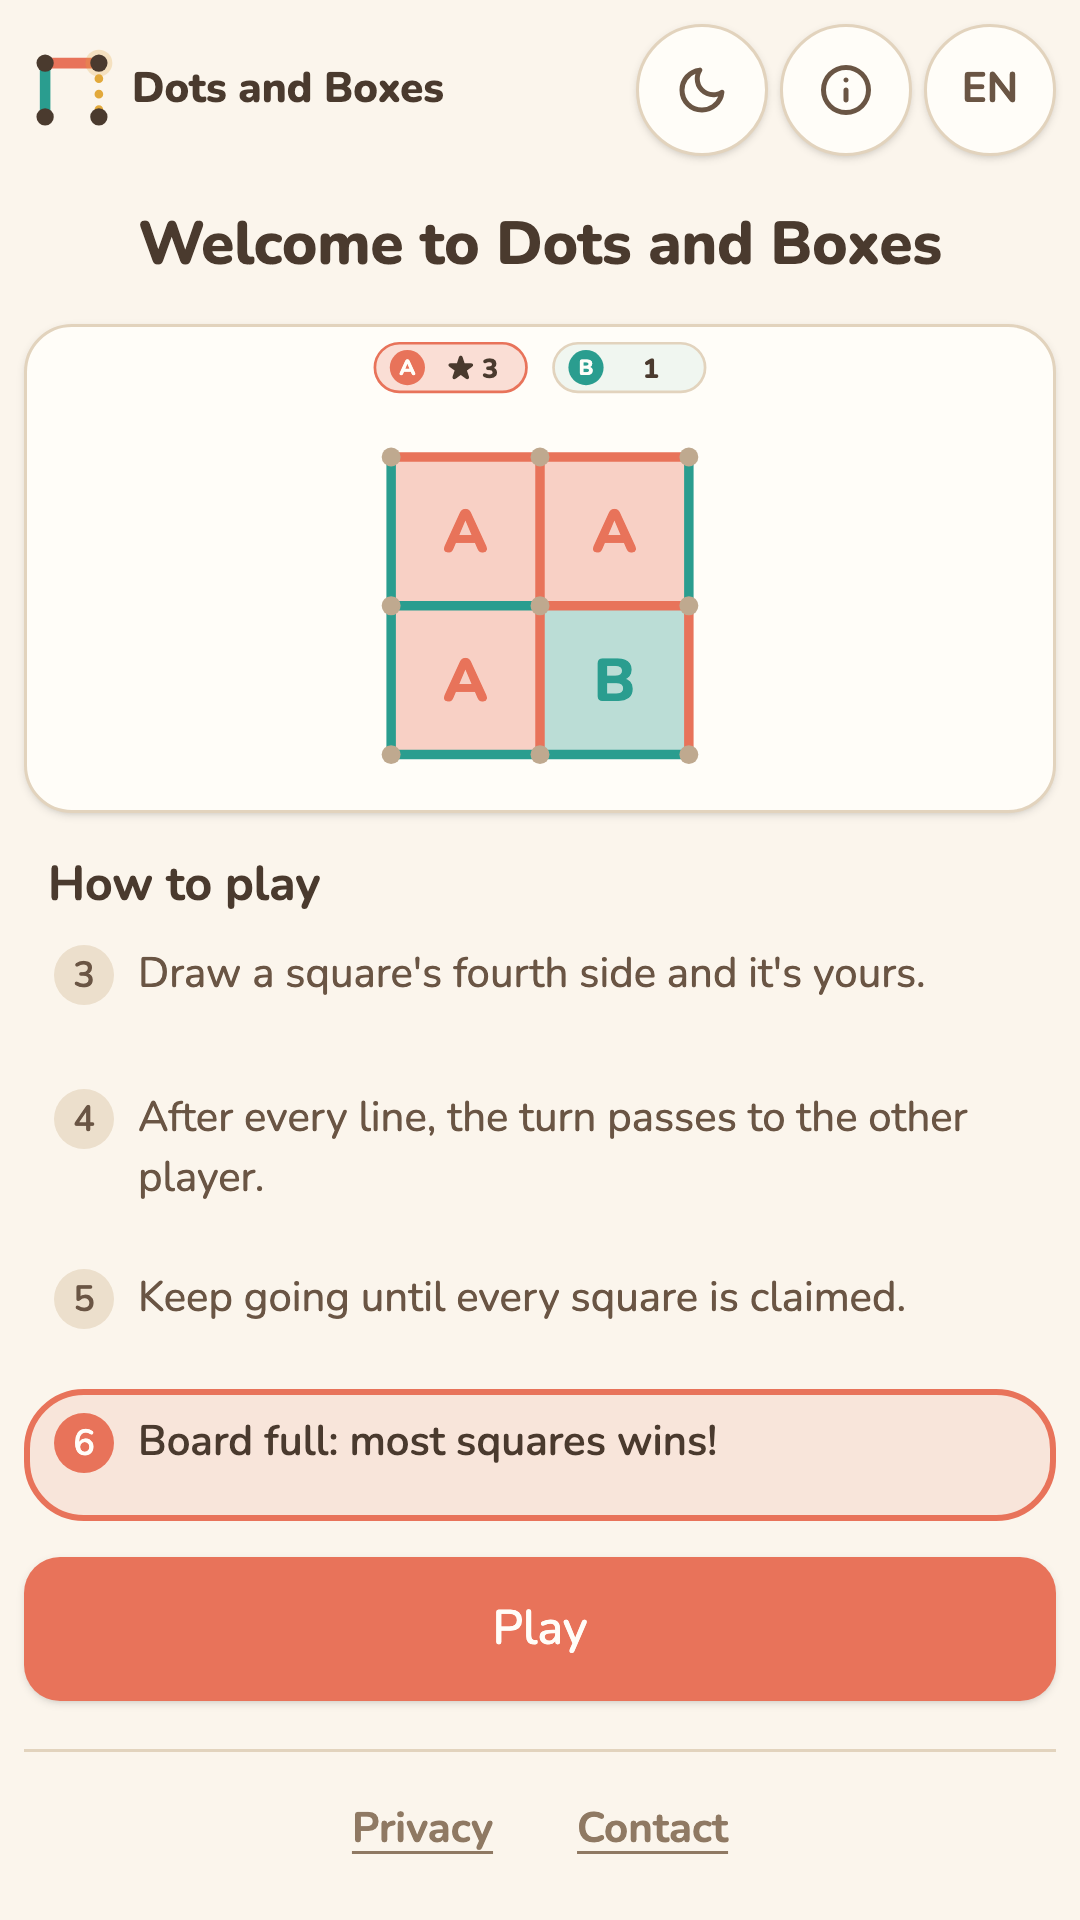 Dots and Boxes
EN
Welcome to Dots and Boxes
A ★ 3
B 1
A A
A B
How to play
3 Draw a square's fourth side and it's yours.
4 After every line, the turn passes to the other
player.
5 Keep going until every square is claimed.
6 Board full: most squares wins!
Play
Privacy Contact